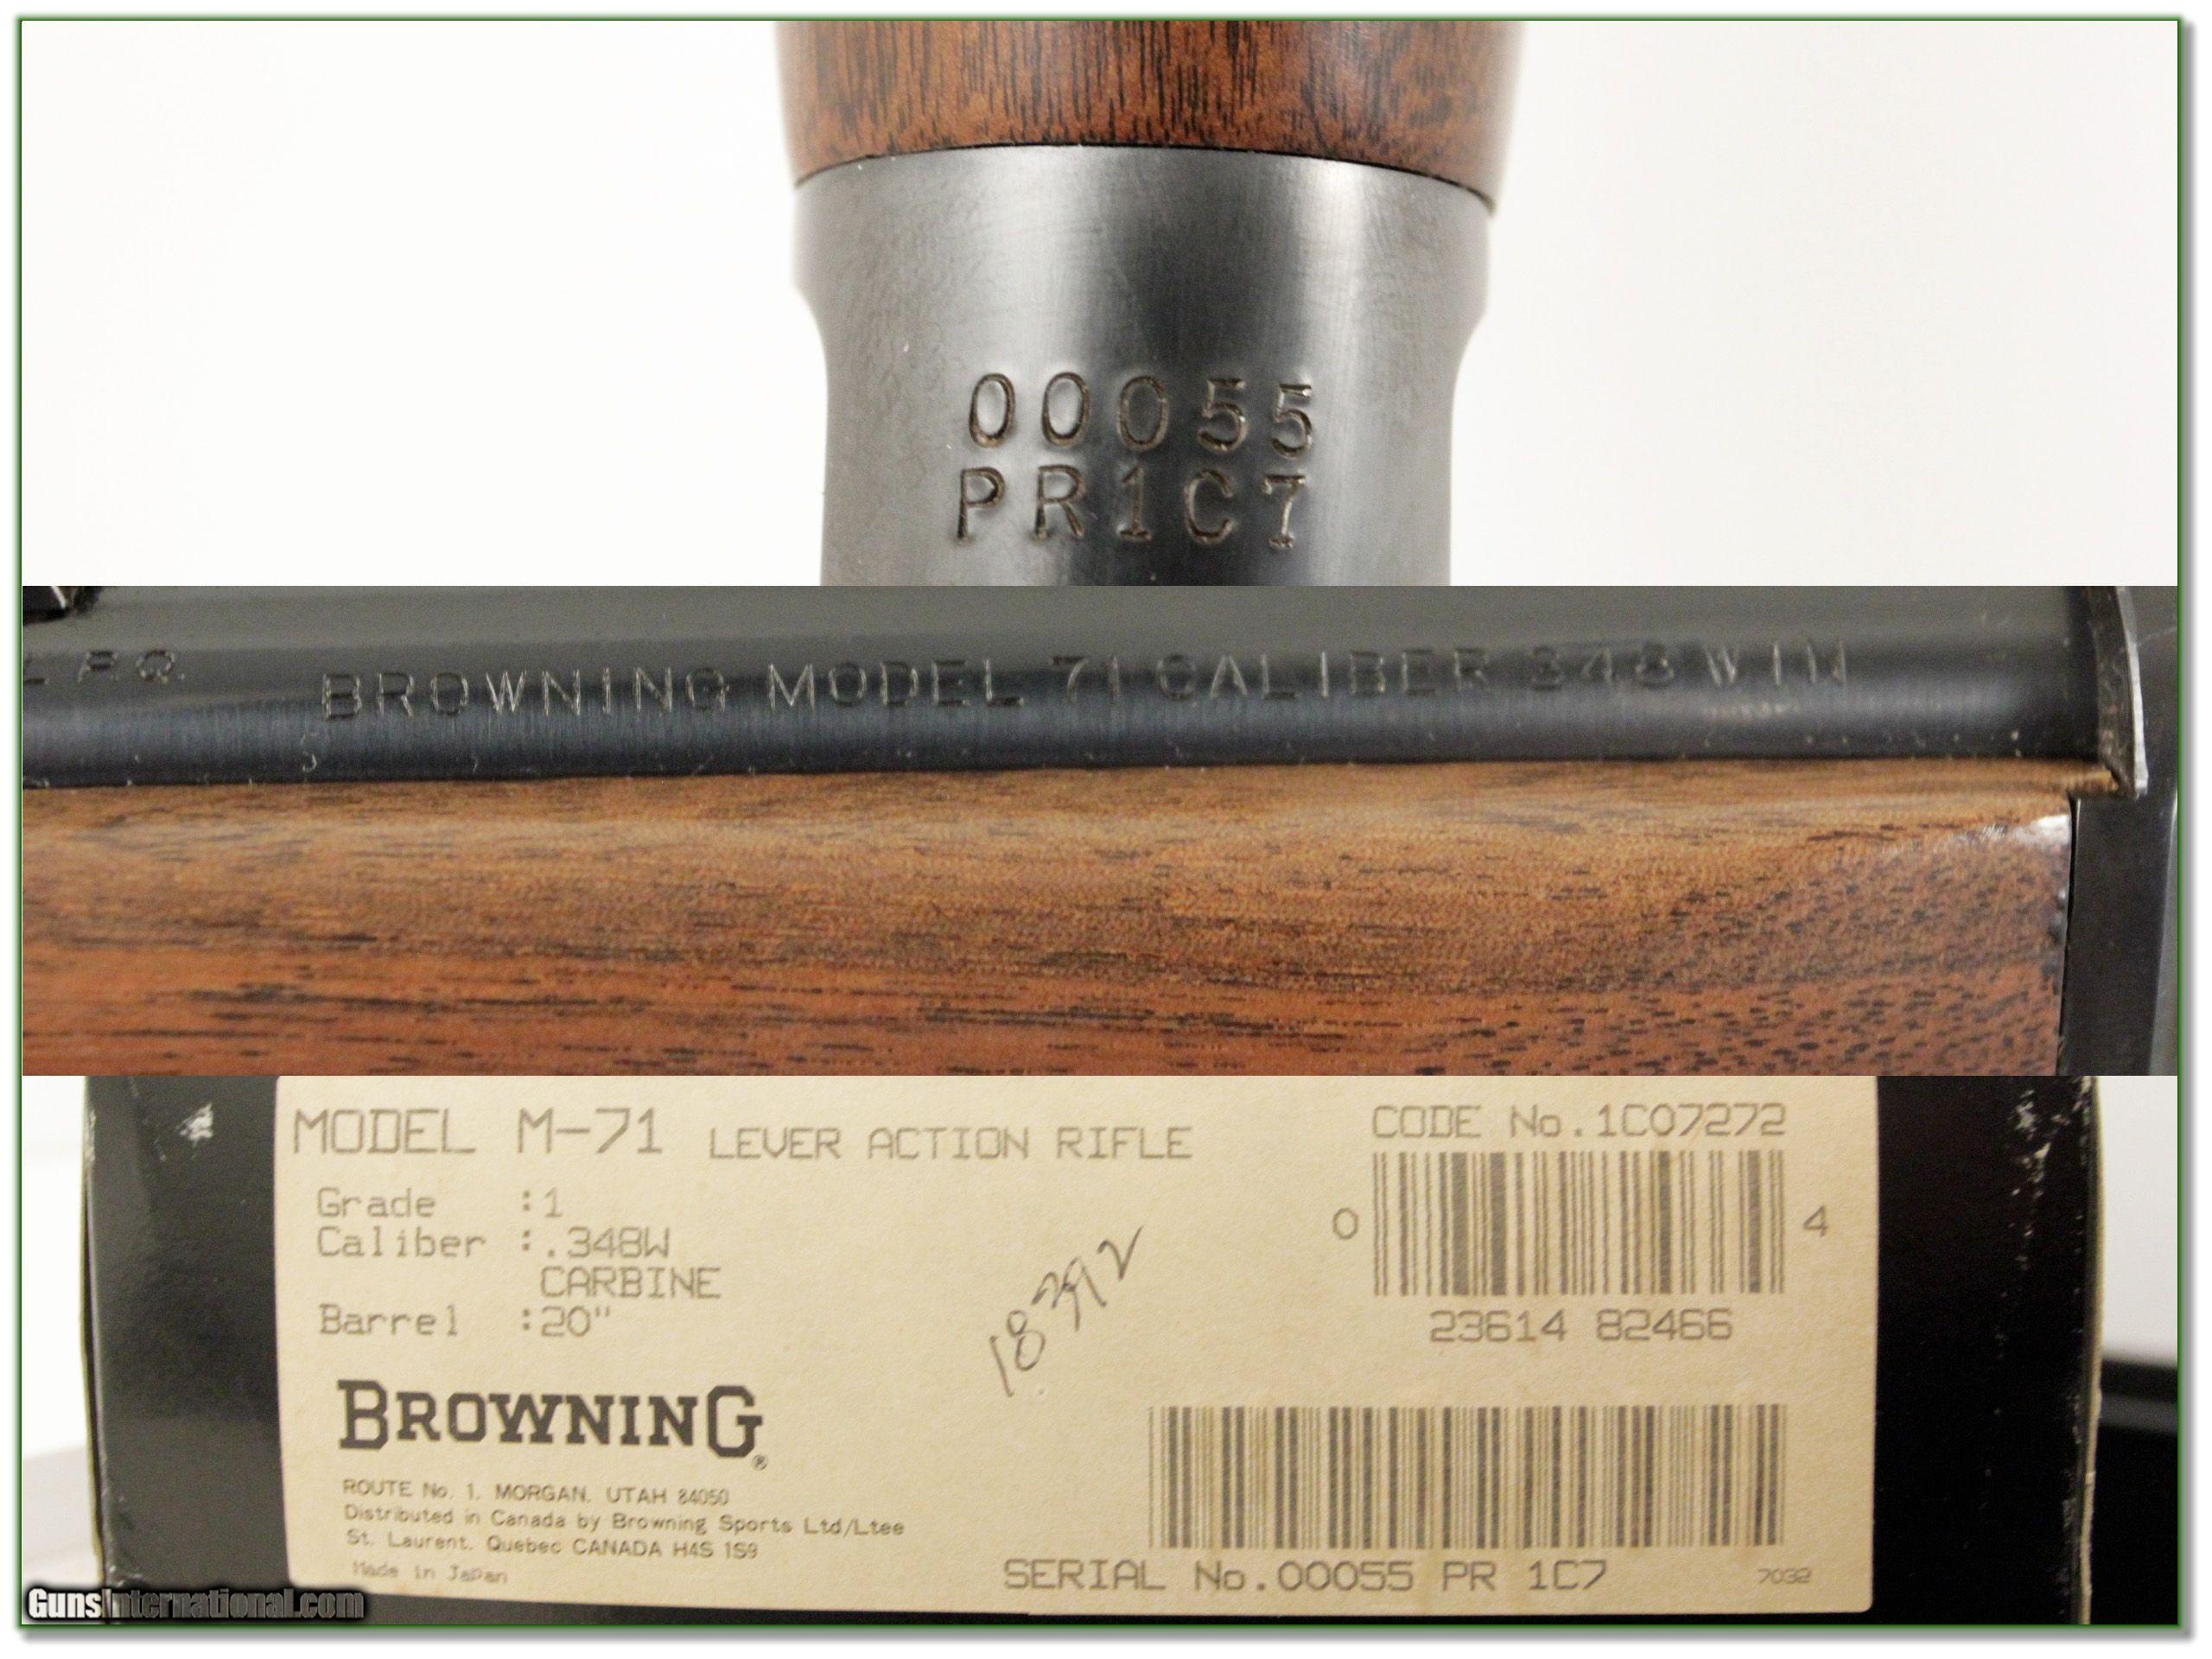 00055
PR1C7
P.Q. BROWNING MODEL 71 CALIBER 348 WIN
MODEL M-71 LEVER ACTION RIFLE
CODE No.1C07272
Grade :1
Caliber :.348W
CARBINE
Barrel :20"
0 4
23614 82466
18392
BROWNING®
ROUTE No. 1, MORGAN, UTAH 84050
Distributed in Canada by Browning Sports Ltd/Ltee
St. Laurent, Quebec CANADA H4S 1S9
Made in Japan
SERIAL No.00055 PR 1C7
7032
GunsInternational.com